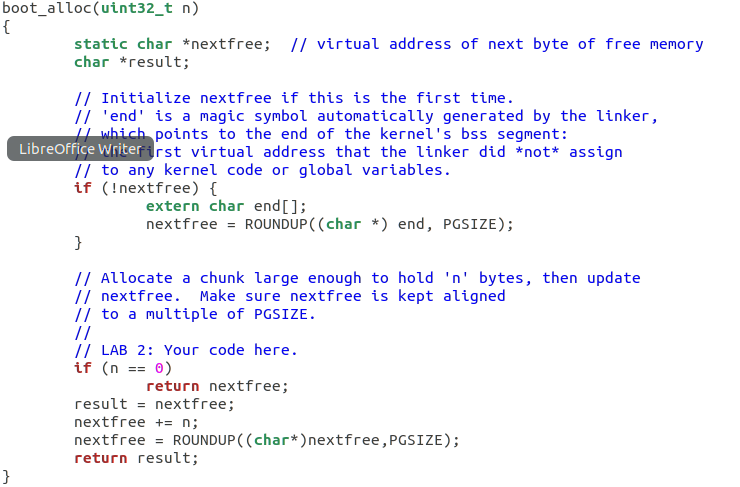 boot_alloc(uint32_t n)
{
        static char *nextfree;  // virtual address of next byte of free memory
        char *result;

        // Initialize nextfree if this is the first time.
        // 'end' is a magic symbol automatically generated by the linker,
        // which points to the end of the kernel's bss segment:
LibreOffice Writer
        // the first virtual address that the linker did *not* assign
        // to any kernel code or global variables.
        if (!nextfree) {
                extern char end[];
                nextfree = ROUNDUP((char *) end, PGSIZE);
        }

        // Allocate a chunk large enough to hold 'n' bytes, then update
        // nextfree.  Make sure nextfree is kept aligned
        // to a multiple of PGSIZE.
        //
        // LAB 2: Your code here.
        if (n == 0)
                return nextfree;
        result = nextfree;
        nextfree += n;
        nextfree = ROUNDUP((char*)nextfree,PGSIZE);
        return result;
}